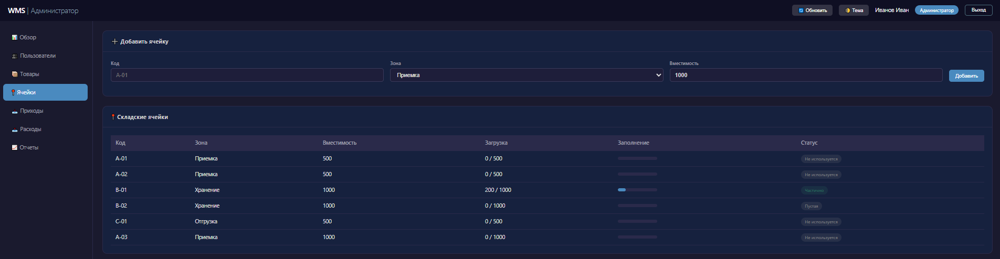 WMS | Администратор
Обновить
Тема
Иванов Иван
Администратор
Выход
Обзор
Пользователи
Товары
Ячейки
Приходы
Расходы
Отчеты
Добавить ячейку
Код Зона Вместимость
A-01 Приемка 1000 Добавить
Складские ячейки
Код Зона Вместимость Загрузка Заполнение Статус
A-01 Приемка 500 0 / 500 Не используется
A-02 Приемка 500 0 / 500 Не используется
B-01 Хранение 1000 200 / 1000 Частично
B-02 Хранение 1000 0 / 1000 Пустая
C-01 Отгрузка 500 0 / 500 Не используется
A-03 Приемка 1000 0 / 1000 Не используется